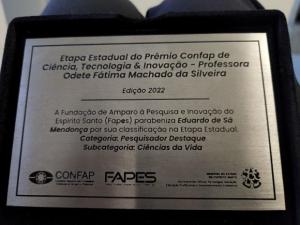 Etapa Estadual do Prêmio Confap de
Ciência, Tecnologia & Inovação - Professora
Odete Fátima Machado da Silveira
Edição 2022
A Fundação de Amparo à Pesquisa e Inovação do
Espírito Santo (Fapes) parabeniza Eduardo de Sá
Mendonça por sua classificação na Etapa Estadual.
Categoria: Pesquisador Destaque
Subcategoria: Ciências da Vida
CONFAP
FAPES